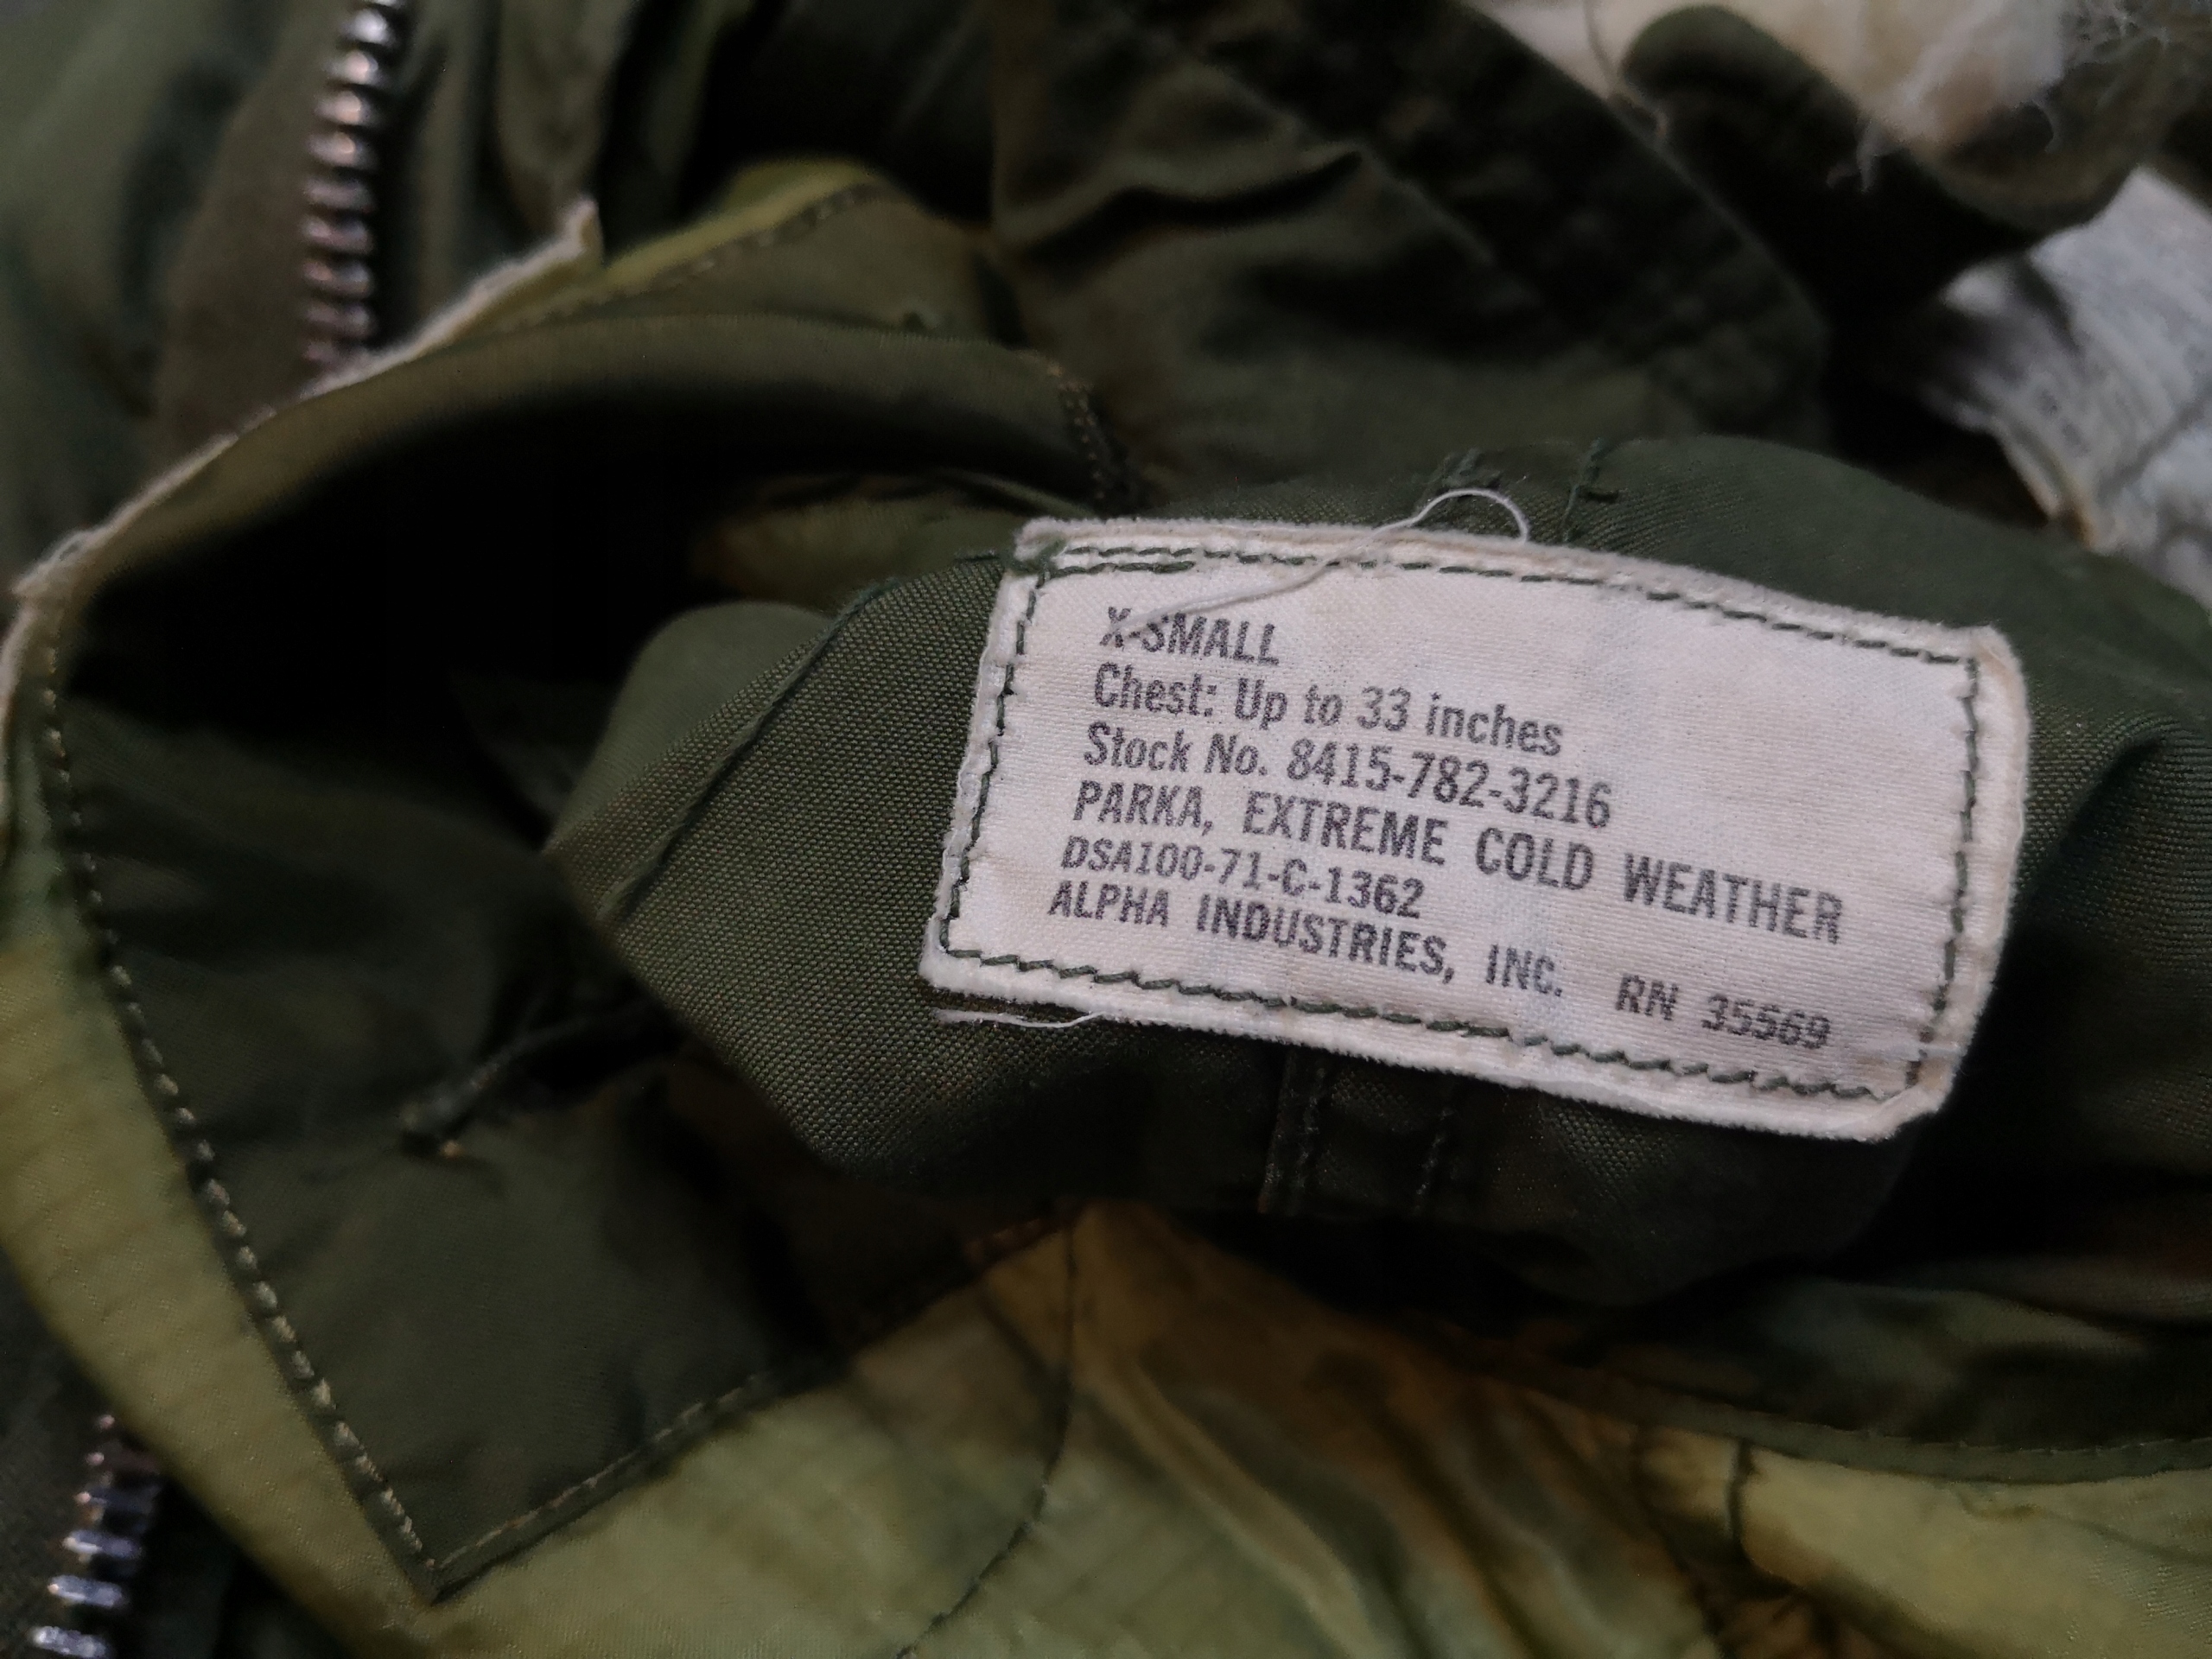 X-SMALL
Chest: Up to 33 inches
Stock No. 8415-782-3216
PARKA, EXTREME COLD WEATHER
DSA100-71-C-1362
ALPHA INDUSTRIES, INC. RN 35569